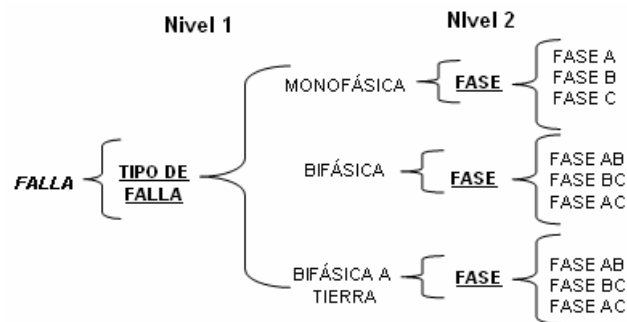 Nivel 1
NIvel 2
FALLA
TIPO DE
FALLA
MONOFÁSICA
FASE
FASE A
FASE B
FASE C
BIFÁSICA
FASE
FASE AB
FASE BC
FASE AC
BIFÁSICA A
TIERRA
FASE
FASE AB
FASE BC
FASE AC